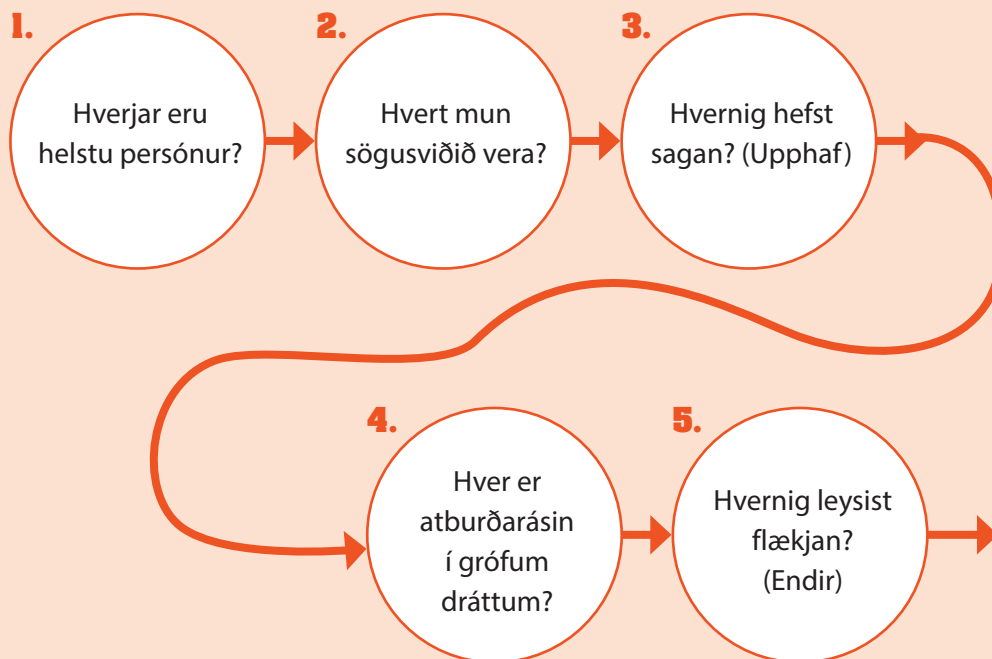 1.
Hverjar eru
helstu persónur?
2.
Hvert mun
sögusviðið vera?
3.
Hvernig hefst
sagan? (Upphaf)
4.
Hver er
atburðarásin
í grófum
dráttum?
5.
Hvernig leysist
flækjan?
(Endir)